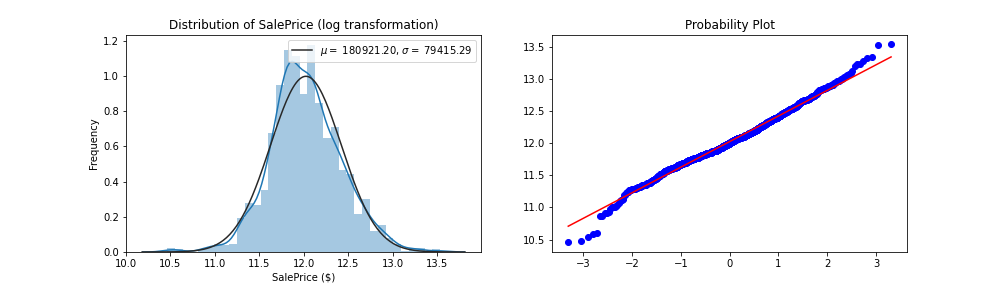 Distribution of SalePrice (log transformation)
μ = 180921.20, σ = 79415.29
Frequency
1.2
1.0
0.8
0.6
0.4
0.2
0.0
10.0 10.5 11.0 11.5 12.0 12.5 13.0 13.5
SalePrice ($)
Probability Plot
13.5
13.0
12.5
12.0
11.5
11.0
10.5
−3 −2 −1 0 1 2 3